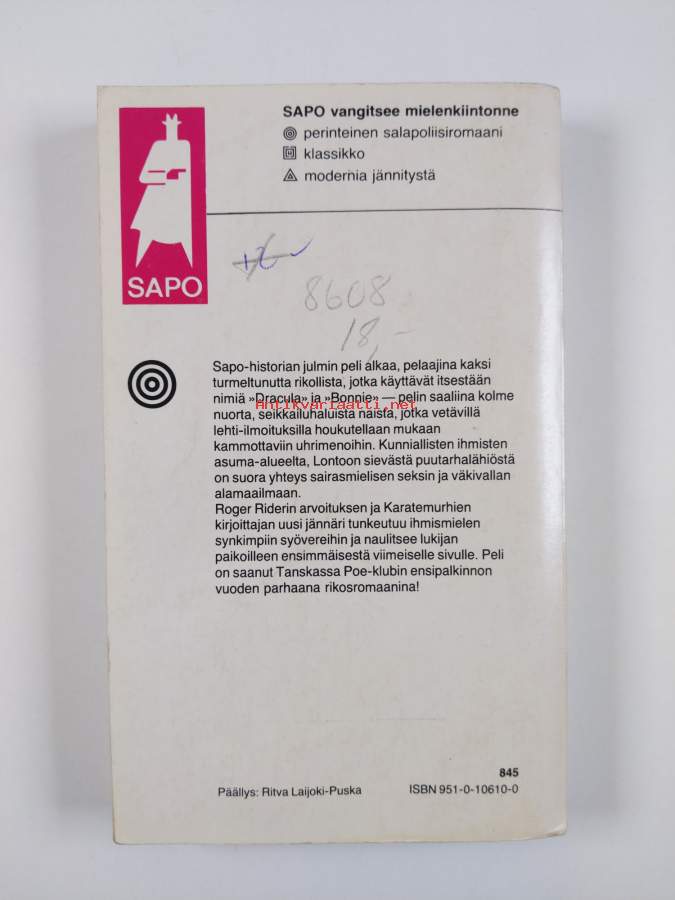 SAPO vangitsee mielenkiintonne
perinteinen salapoliisiromaani
klassikko
modernia jännitystä
SAPO
8608
18,-
Sapo-historian julmin peli alkaa, pelaajina kaksi
turmeltunutta rikollista, jotka käyttävät itsestään
nimiä »Dracula» ja »Bonnie» — pelin saaliina kolme
Antikvariaatti.net
nuorta, seikkailuhaluista naista, jotka vetävillä
lehti-ilmoituksilla houkutellaan mukaan
kammottaviin uhrimenoihin. Kunniallisten ihmisten
asuma-alueelta, Lontoon sievästä puutarhalähiöstä
on suora yhteys sairasmielisen seksin ja väkivallan
alamaailmaan.
Roger Riderin arvoituksen ja Karatemurhien
kirjoittajan uusi jännäri tunkeutuu ihmismielen
synkimpiin syövereihin ja naulitsee lukijan
paikoilleen ensimmäisestä viimeiselle sivulle. Peli
on saanut Tanskassa Poe-klubin ensipalkinnon
vuoden parhaana rikosromaanina!
845
Päällys: Ritva Laijoki-Puska ISBN 951-0-10610-0